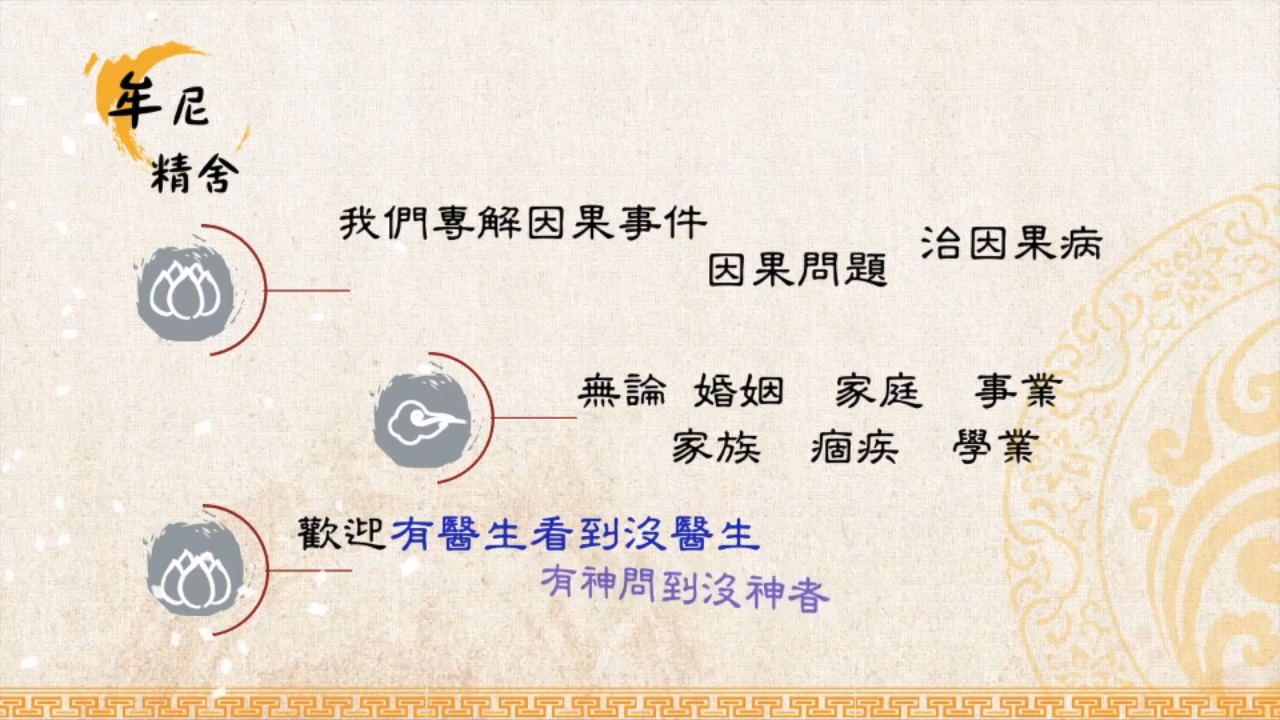 牟尼
精舍
我們專解因果事件
因果問題
治因果病
無論 婚姻 家庭 事業
家族 痼疾 學業
歡迎有醫生看到沒醫生
有神問到沒神者